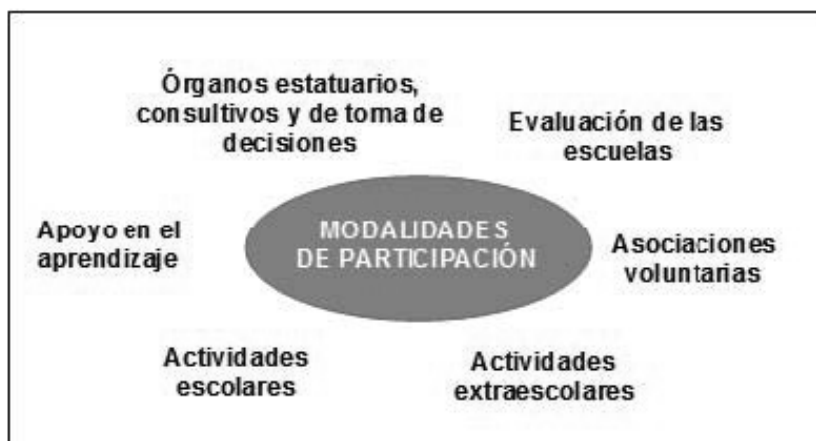 Órganos estatuarios,
consultivos y de toma de
decisiones
Evaluación de las
escuelas
Apoyo en el
aprendizaje
MODALIDADES
DE PARTICIPACIÓN
Asociaciones
voluntarias
Actividades
escolares
Actividades
extraescolares